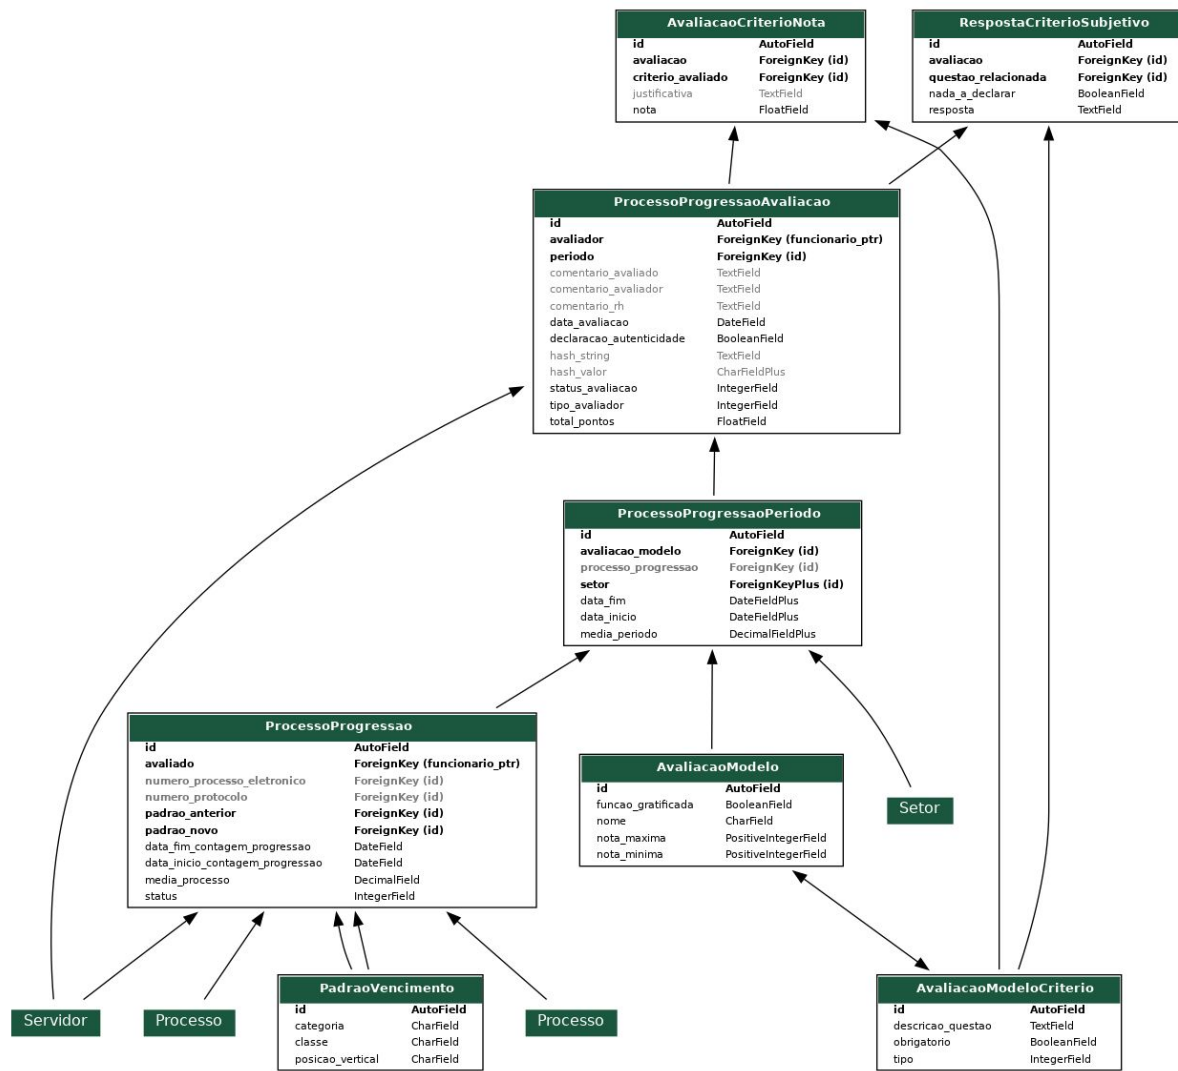 AvaliacaoCriterioNota
id AutoField
avaliacao ForeignKey (id)
criterio_avaliado ForeignKey (id)
justificativa TextField
nota FloatField
RespostaCriterioSubjetivo
id AutoField
avaliacao ForeignKey (id)
questao_relacionada ForeignKey (id)
nada_a_declarar BooleanField
resposta TextField
ProcessoProgressaoAvaliacao
id AutoField
avaliador ForeignKey (funcionario_ptr)
periodo ForeignKey (id)
comentario_avaliado TextField
comentario_avaliador TextField
comentario_rh TextField
data_avaliacao DateField
declaracao_autenticidade BooleanField
hash_string TextField
hash_valor CharFieldPlus
status_avaliacao IntegerField
tipo_avaliador IntegerField
total_pontos FloatField
ProcessoProgressaoPeriodo
id AutoField
avaliacao_modelo ForeignKey (id)
processo_progressao ForeignKey (id)
setor ForeignKeyPlus (id)
data_fim DateFieldPlus
data_inicio DateFieldPlus
media_periodo DecimalFieldPlus
ProcessoProgressao
id AutoField
avaliado ForeignKey (funcionario_ptr)
numero_processo_eletronico ForeignKey (id)
numero_protocolo ForeignKey (id)
padrao_anterior ForeignKey (id)
padrao_novo ForeignKey (id)
data_fim_contagem_progressao DateField
data_inicio_contagem_progressao DateField
media_processo DecimalField
status IntegerField
AvaliacaoModelo
id AutoField
funcao_gratificada BooleanField
nome CharField
nota_maxima PositiveIntegerField
nota_minima PositiveIntegerField
Setor
Servidor
Processo
PadraoVencimento
id AutoField
categoria CharField
classe CharField
posicao_vertical CharField
Processo
AvaliacaoModeloCriterio
id AutoField
descricao_questao TextField
obrigatorio BooleanField
tipo IntegerField